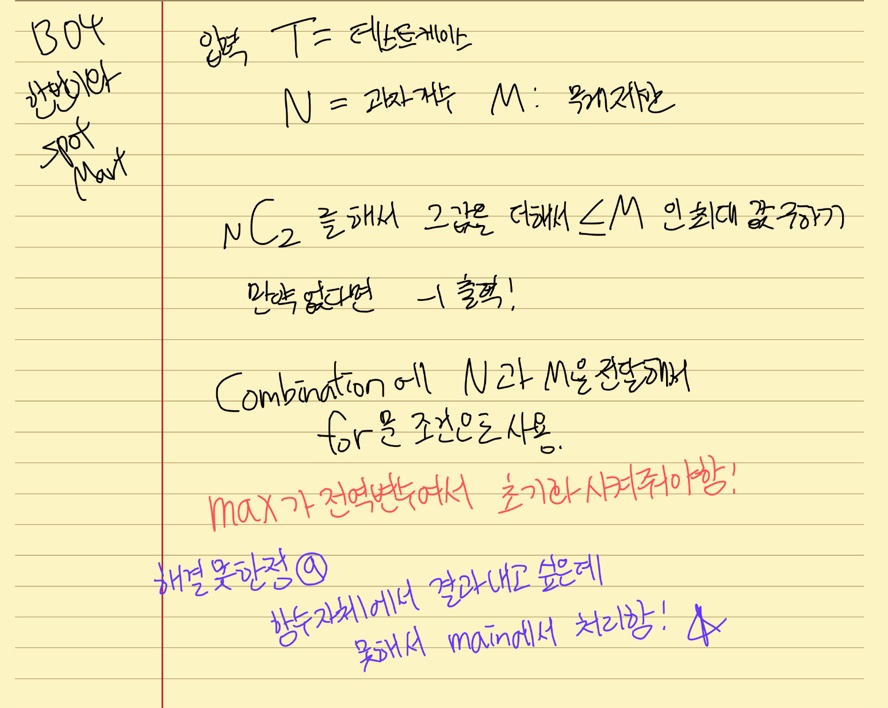 B04
한빈이와
spot
Mart
입력 T = 테스트케이스
N = 과자개수 M : 무게제한
NC2 를 해서 그값을 더해서 ≤M 인 최대 값 구하기
만약 없다면 -1 출력!
Combination에 N과 M을 전달해서
for문 조건으로 사용.
max가 전역변수여서 초기화 시켜줘야함!
해결 못한점 ⓐ
함수자체에서 결과내고 싶은데
못해서 main에서 처리함!